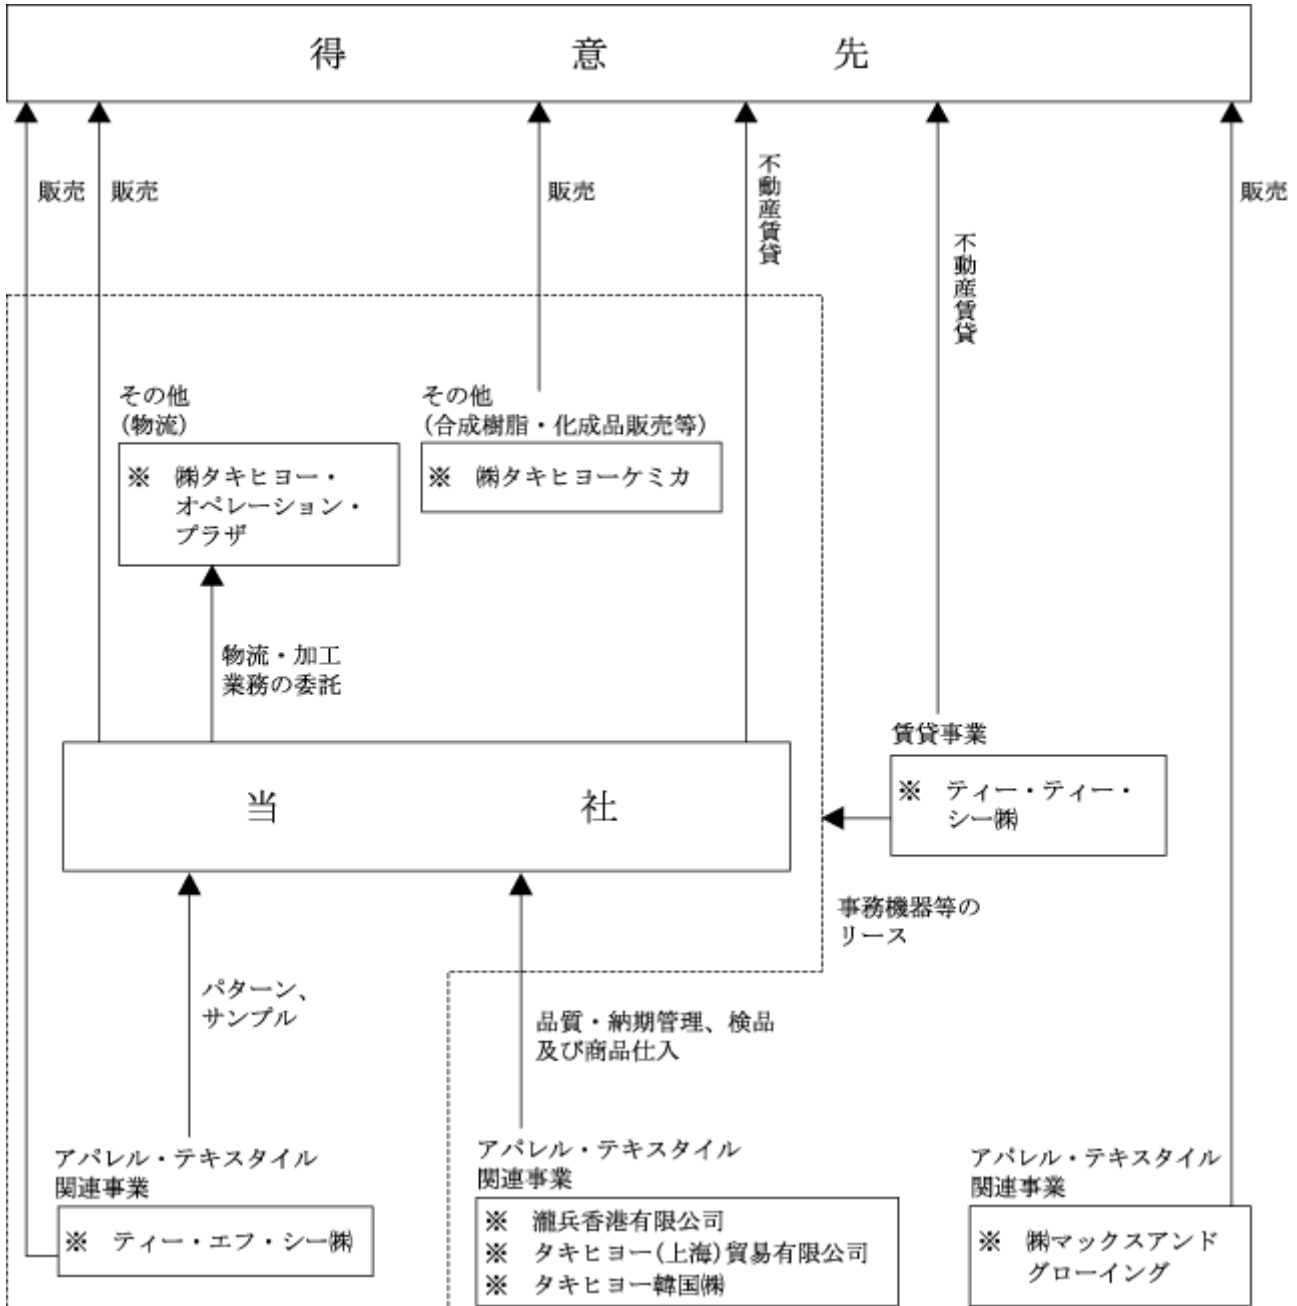 得意先
販売
販売
販売
不動産賃貸
不動産賃貸
販売
その他
(物流)
※ ㈱タキヒヨー・
オペレーション・
プラザ
その他
(合成樹脂・化成品販売等)
※ ㈱タキヒヨーケミカ
物流・加工
業務の委託
当社
賃貸事業
※ ティー・ティー・
シー㈱
事務機器等の
リース
パターン、
サンプル
品質・納期管理、検品
及び商品仕入
アパレル・テキスタイル
関連事業
※ ティー・エフ・シー㈱
アパレル・テキスタイル
関連事業
※ 瀧兵香港有限公司
※ タキヒヨー(上海)貿易有限公司
※ タキヒヨー韓国㈱
アパレル・テキスタイル
関連事業
※ ㈱マックスアンド
グローイング